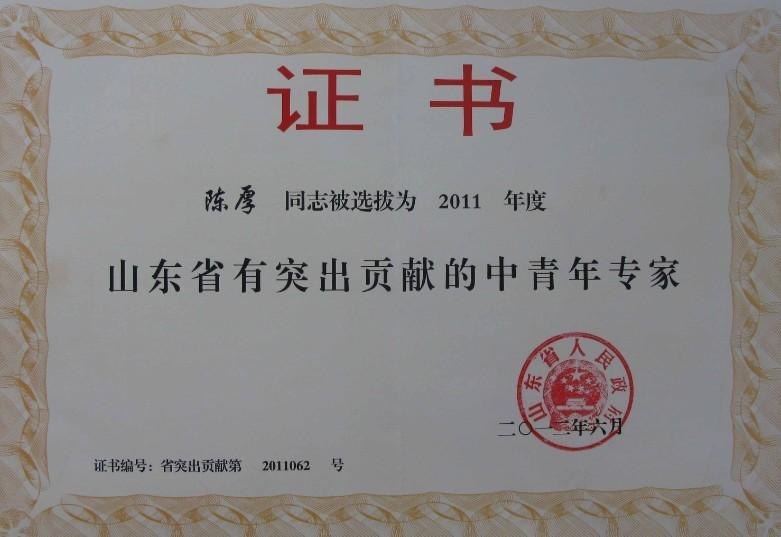 证书
陈厚 同志被选拔为 2011 年度
山东省有突出贡献的中青年专家
山东省人民政府
二〇一二年六月
证书编号：省突出贡献第 2011062 号